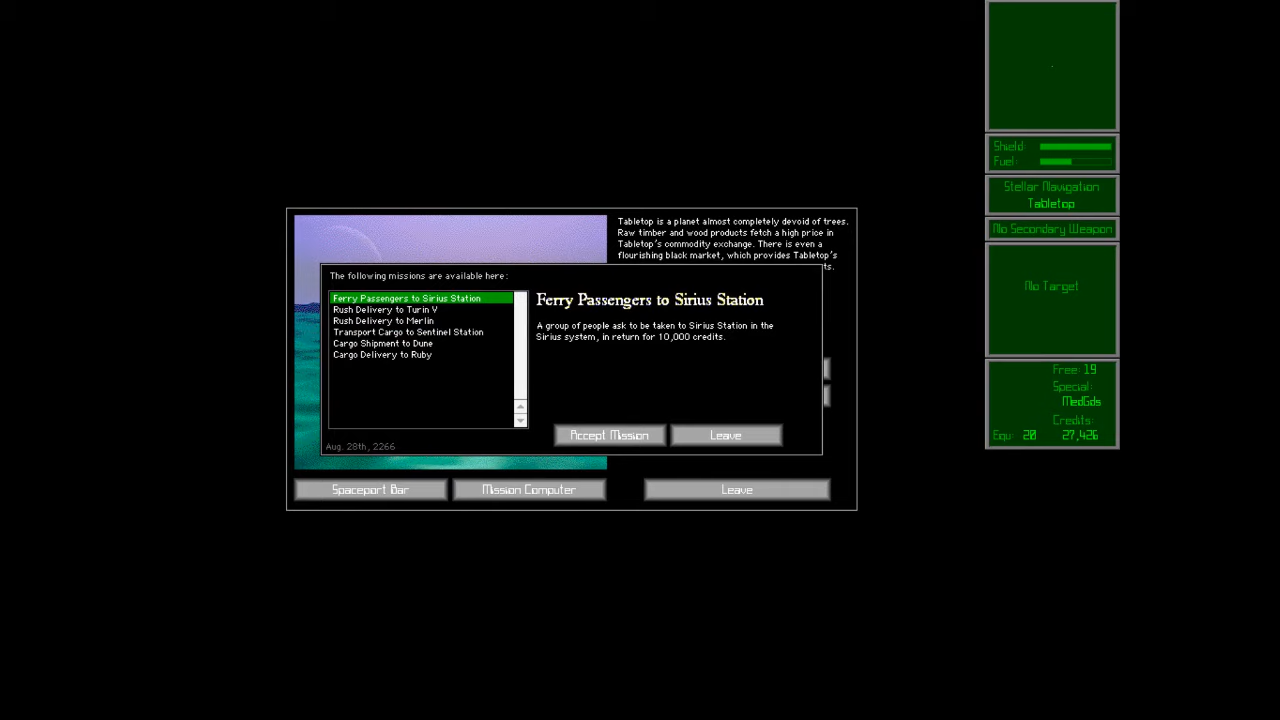 Shield:
Fuel:
Stellar Navigation
Tabletop
No Secondary Weapon
No Target
Free: 19
Special:
MedGds
Credits:
Equ: 20 27,426
Tabletop is a planet almost completely devoid of trees.
Raw timber and wood products fetch a high price in
Tabletop's commodity exchange. There is even a
flourishing black market, which provides Tabletop's
ts.
The following missions are available here:
Ferry Passengers to Sirius Station
Rush Delivery to Turin V
Rush Delivery to Merlin
Transport Cargo to Sentinel Station
Cargo Shipment to Dune
Cargo Delivery to Ruby
Ferry Passengers to Sirius Station
A group of people ask to be taken to Sirius Station in the
Sirius system, in return for 10,000 credits.
Accept Mission Leave
Aug. 28th, 2266
Spaceport Bar Mission Computer Leave